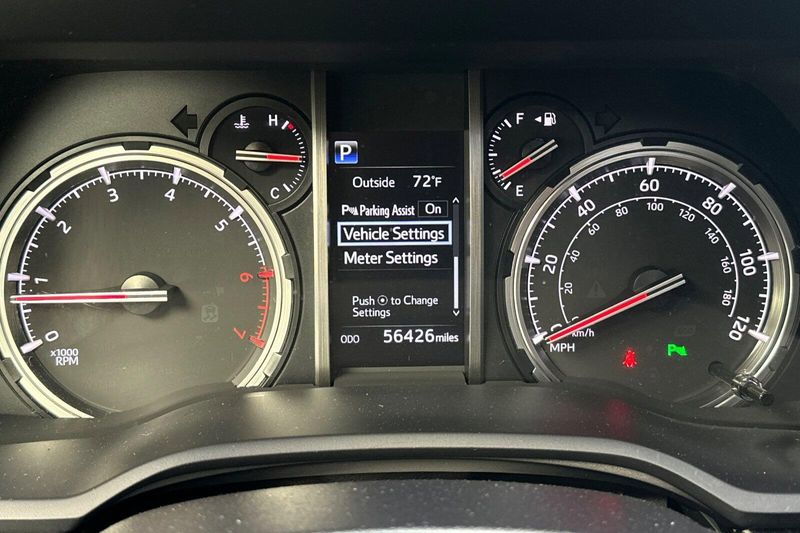 H
C
F
E
P
Outside 72°F
Parking Assist On
Vehicle Settings
Meter Settings
Push to Change
Settings
ODO 56426 miles
0 1 2 3 4 5 6 7
x1000
RPM
0 20 40 60 80 100 120
20 40 60 80 100 120 140 160 180
km/h
MPH